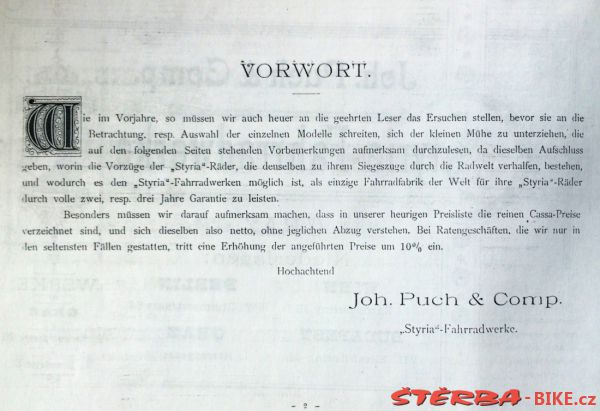 VORWORT.
Wie im Vorjahre, so müssen wir auch heuer an die geehrten Leser das Ersuchen stellen, bevor sie an die
Betrachtung, resp. Auswahl der einzelnen Modelle schreiten, sich der kleinen Mühe zu unterziehen, die
auf den folgenden Seiten stehenden Vorbemerkungen aufmerksam durchzulesen, da dieselben Aufschluss
geben, worin die Vorzüge der „Styria“-Räder, die denselben zu ihrem Siegeszuge durch die Radwelt verhalfen, bestehen,
und wodurch es den „Styria“-Fahrradwerken möglich ist, als einzige Fahrradfabrik der Welt für ihre „Styria“-Räder
durch volle zwei, resp. drei Jahre Garantie zu leisten.
Besonders müssen wir darauf aufmerksam machen, dass in unserer heurigen Preisliste die reinen Cassa-Preise
verzeichnet sind, und sich dieselben also netto, ohne jeglichen Abzug verstehen. Bei Ratengeschäften, die wir nur in
den seltensten Fällen gestatten, tritt eine Erhöhung der angeführten Preise um 10% ein.
Hochachtend
Joh. Puch & Comp.
„Styria“-Fahrradwerke.
- 2 -
ŠTĚRBA-BIKE.cz